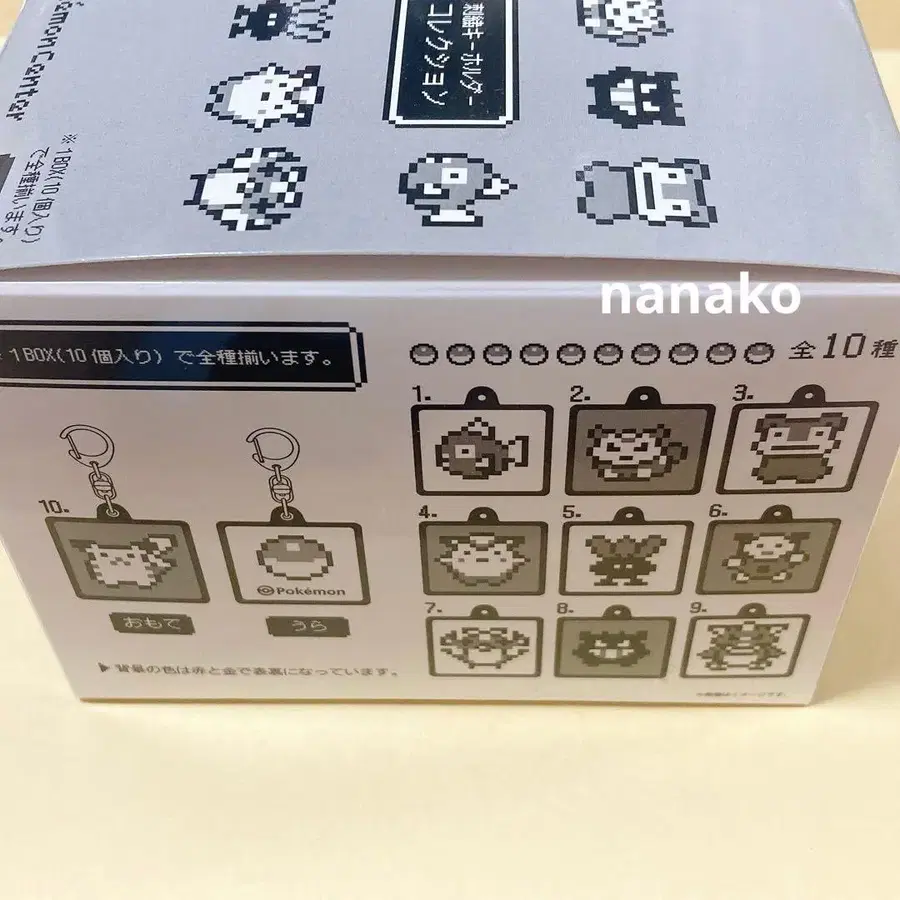 Pokémon Center
※1BOX(10個入り)
で全種揃います。
刺繍キーホルダー
コレクション
nanako
1BOX(10個入り)で全種揃います。
全10種
1.
2.
3.
4.
5.
6.
7.
8.
9.
10.
©Pokémon
おもて
うら
▶背景の色は赤と金で表裏になっています。